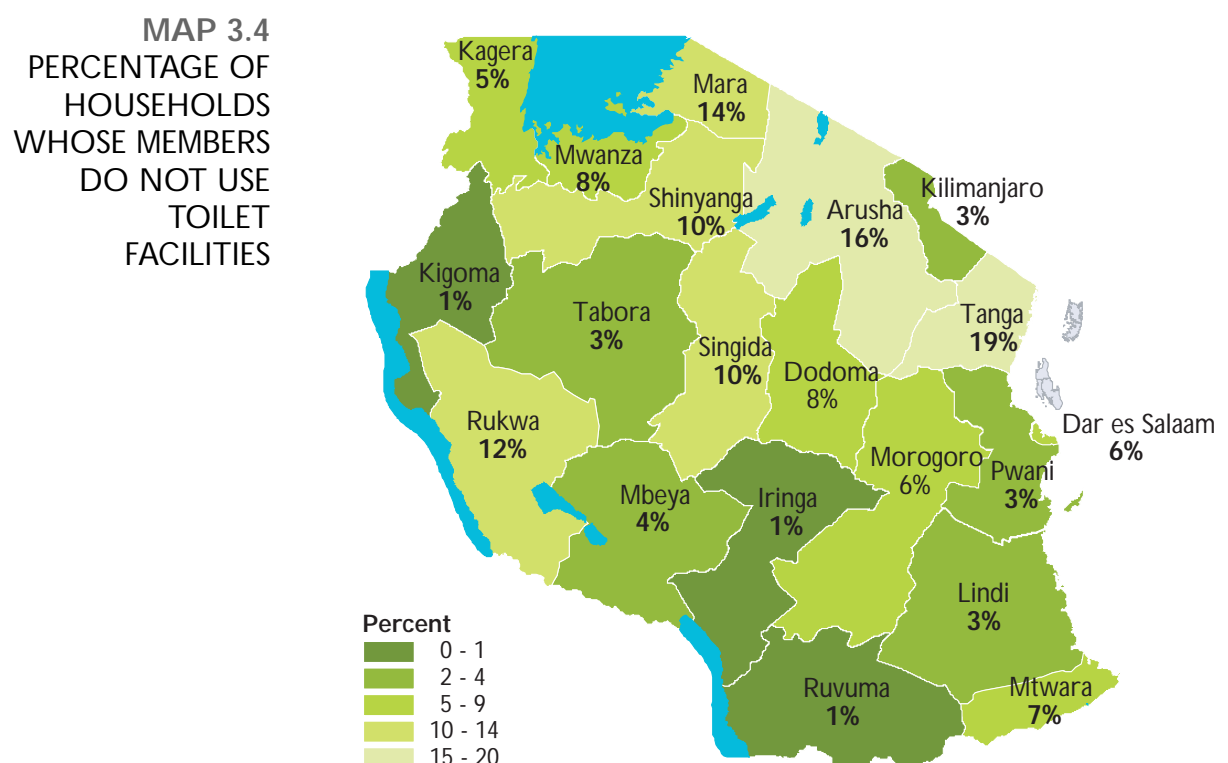 MAP 3.4
PERCENTAGE OF
HOUSEHOLDS
WHOSE MEMBERS
DO NOT USE
TOILET
FACILITIES
Kagera
5%
Mara
14%
Mwanza
8%
Shinyanga
10%
Arusha
16%
Kilimanjaro
3%
Kigoma
1%
Tabora
3%
Singida
10%
Dodoma
8%
Tanga
19%
Rukwa
12%
Dar es Salaam
6%
Morogoro
6%
Pwani
3%
Mbeya
4%
Iringa
1%
Lindi
3%
Ruvuma
1%
Mtwara
7%
Percent
0 - 1
2 - 4
5 - 9
10 - 14
15 - 20